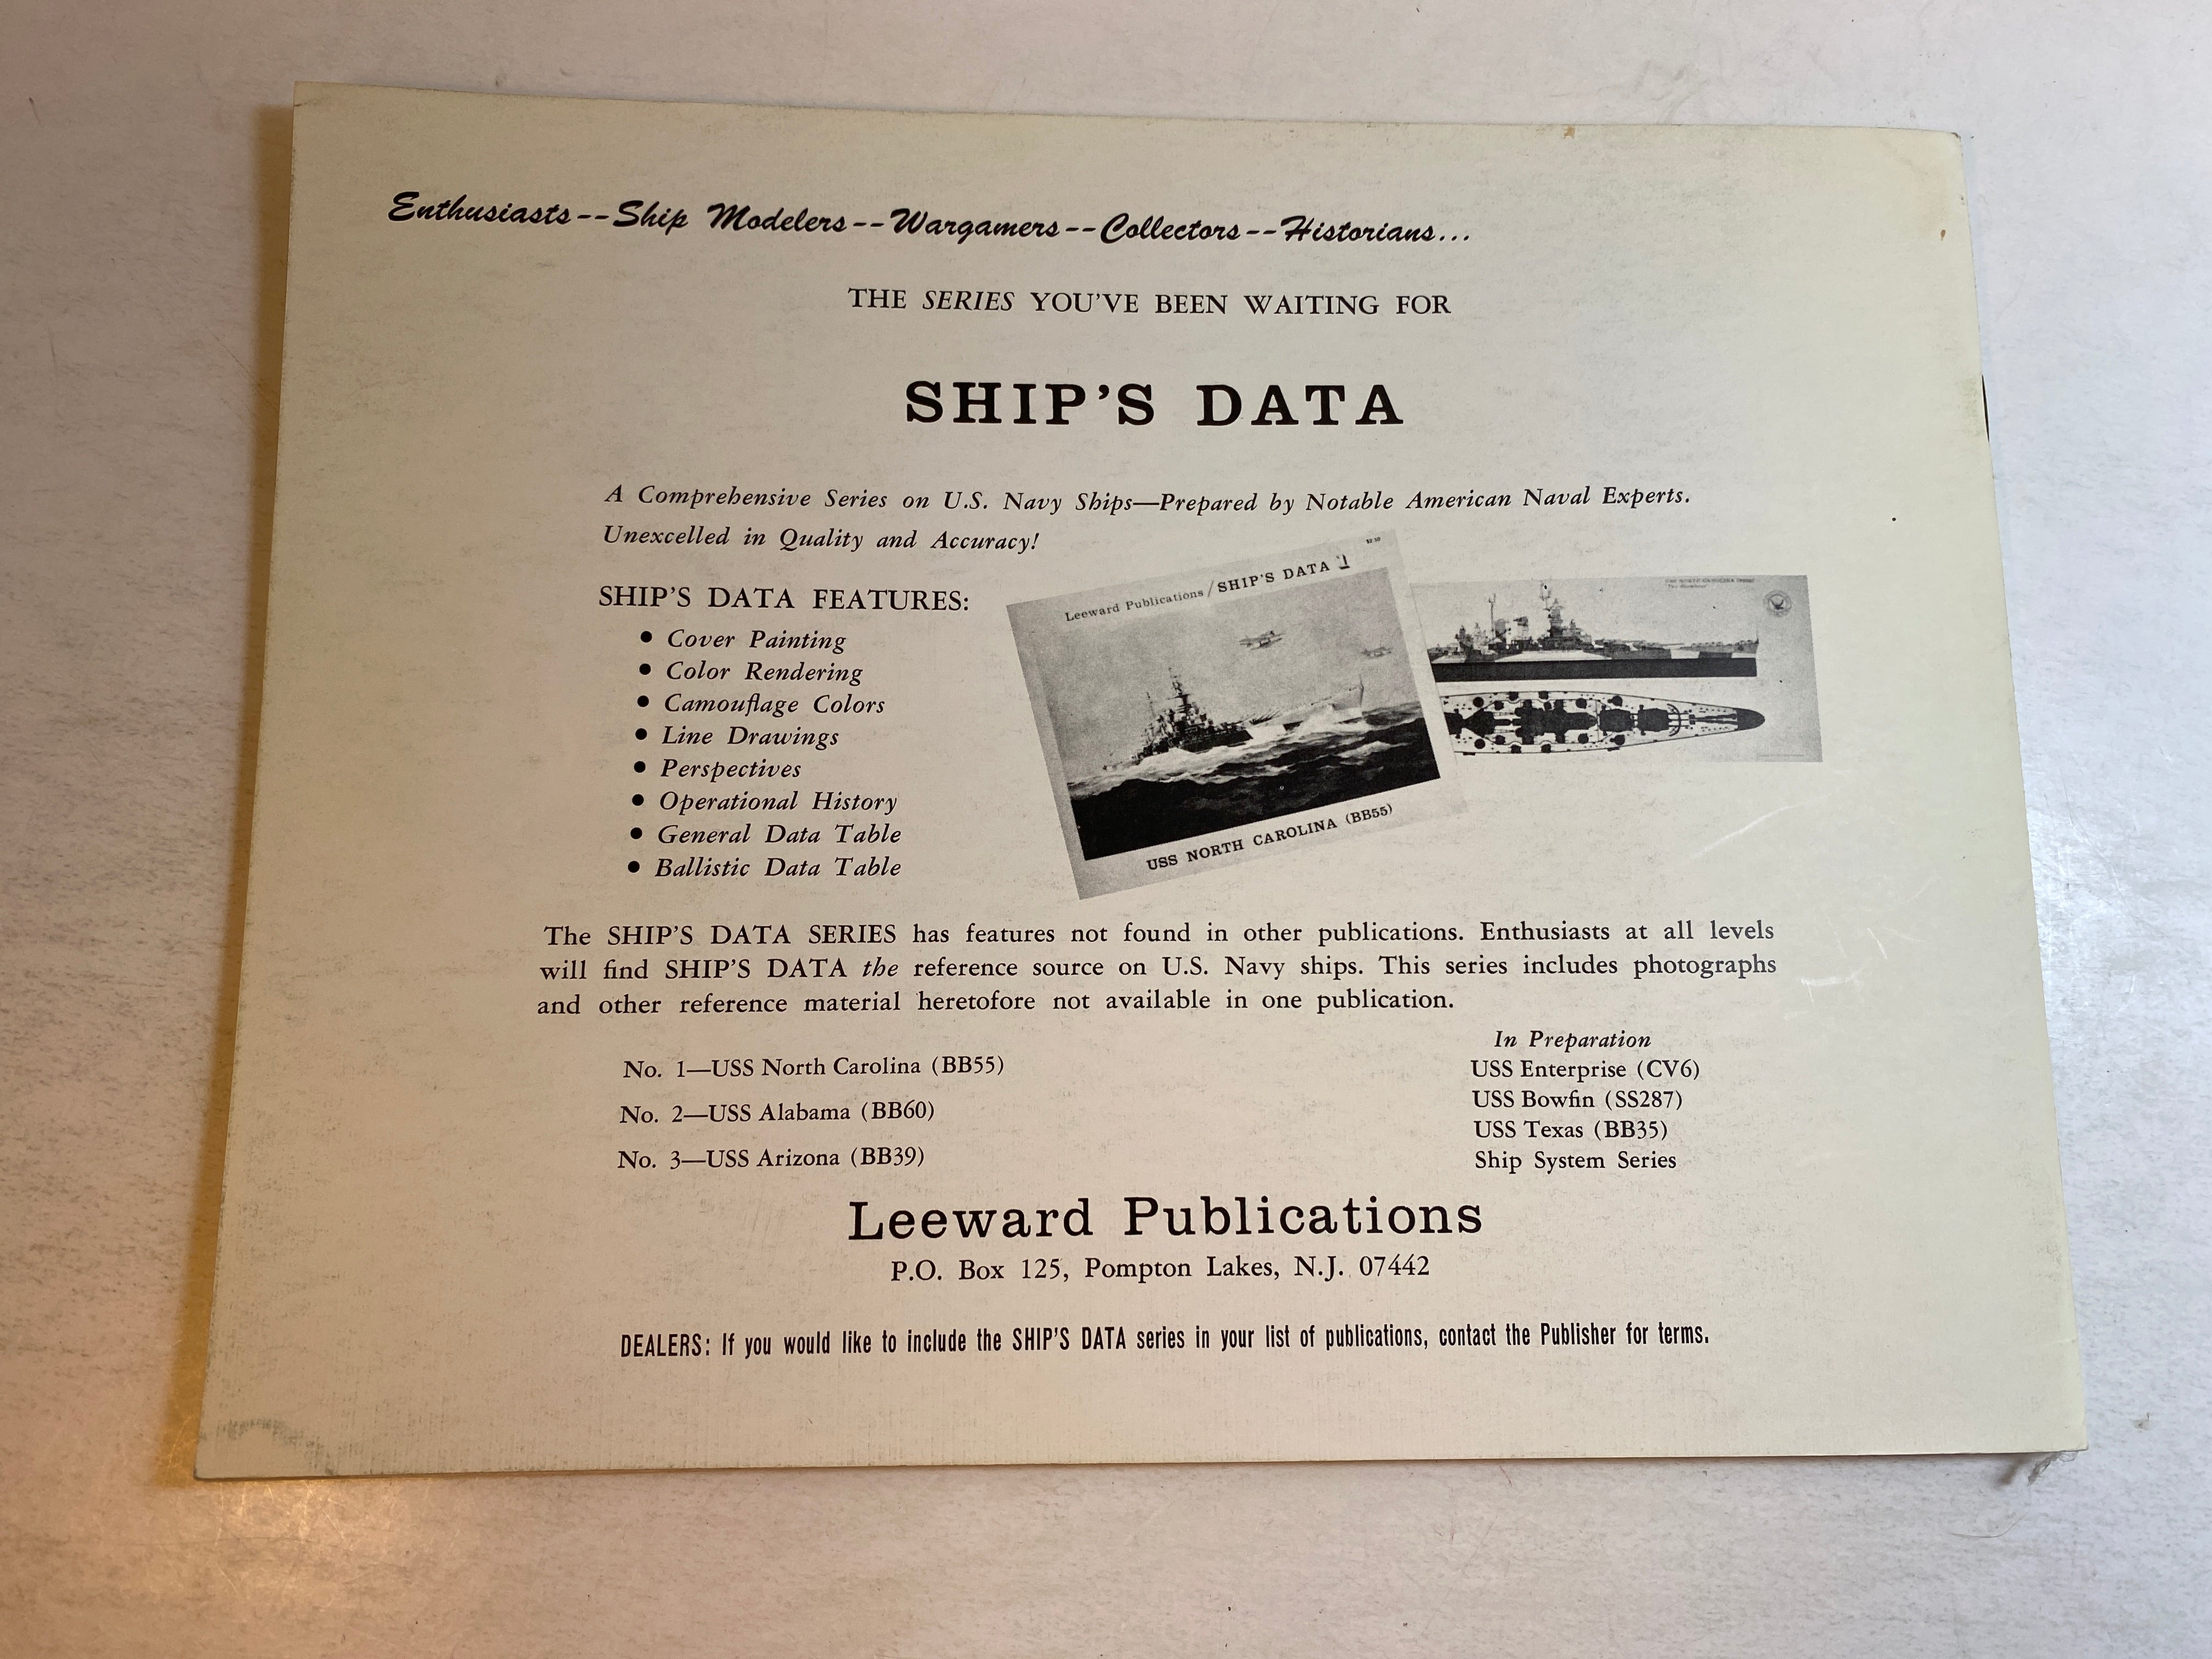 Enthusiasts--Ship Modelers--Wargamers--Collectors--Historians...
THE SERIES YOU'VE BEEN WAITING FOR
SHIP'S DATA
A Comprehensive Series on U.S. Navy Ships—Prepared by Notable American Naval Experts.
Unexcelled in Quality and Accuracy!
SHIP'S DATA FEATURES:
• Cover Painting
• Color Rendering
• Camouflage Colors
• Line Drawings
• Perspectives
• Operational History
• General Data Table
• Ballistic Data Table
Leeward Publications/SHIP'S DATA 1
USS NORTH CAROLINA (BB55)
The SHIP'S DATA SERIES has features not found in other publications. Enthusiasts at all levels
will find SHIP'S DATA the reference source on U.S. Navy ships. This series includes photographs
and other reference material heretofore not available in one publication.
No. 1—USS North Carolina (BB55)
No. 2—USS Alabama (BB60)
No. 3—USS Arizona (BB39)
In Preparation
USS Enterprise (CV6)
USS Bowfin (SS287)
USS Texas (BB35)
Ship System Series
Leeward Publications
P.O. Box 125, Pompton Lakes, N.J. 07442
DEALERS: If you would like to include the SHIP'S DATA series in your list of publications, contact the Publisher for terms.